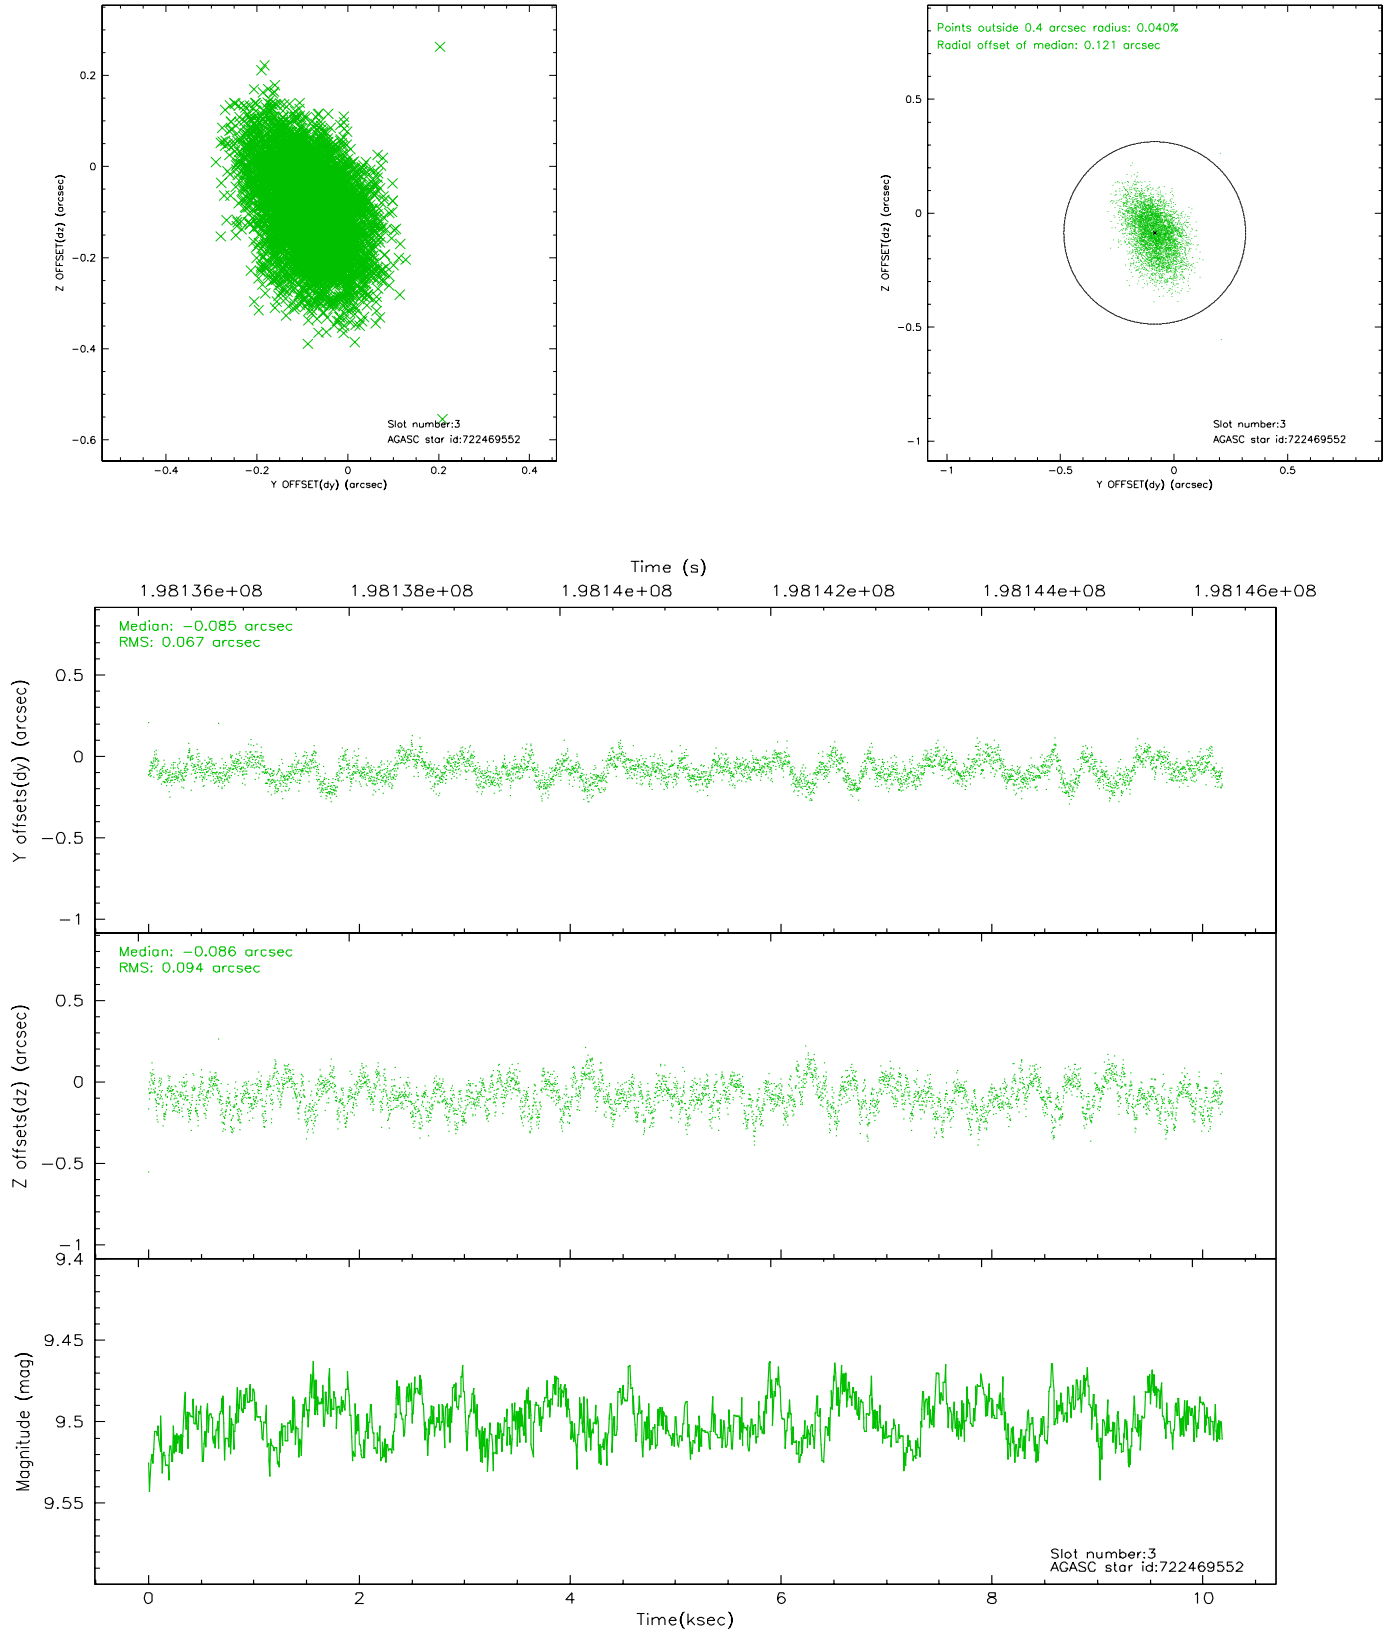 0.2
0
−0.2
−0.4
−0.6
Z OFFSET(dz) (arcsec)
Slot number:3
AGASC star id:722469552
−0.4
−0.2
0
0.2
0.4
Y OFFSET(dy) (arcsec)
Points outside 0.4 arcsec radius: 0.040%
Radial offset of median: 0.121 arcsec
0.5
0
−0.5
−1
Z OFFSET(dz) (arcsec)
Slot number:3
AGASC star id:722469552
−1
−0.5
0
0.5
Y OFFSET(dy) (arcsec)
Time (s)
1.98136e+08
1.98138e+08
1.9814e+08
1.98142e+08
1.98144e+08
1.98146e+08
Median: −0.085 arcsec
RMS: 0.067 arcsec
0.5
0
−0.5
−1
Y offsets(dy) (arcsec)
Median: −0.086 arcsec
RMS: 0.094 arcsec
0.5
0
−0.5
−1
Z offsets(dz) (arcsec)
9.4
9.45
9.5
9.55
Magnitude (mag)
Slot number:3
AGASC star id:722469552
0
2
4
6
8
10
Time(ksec)